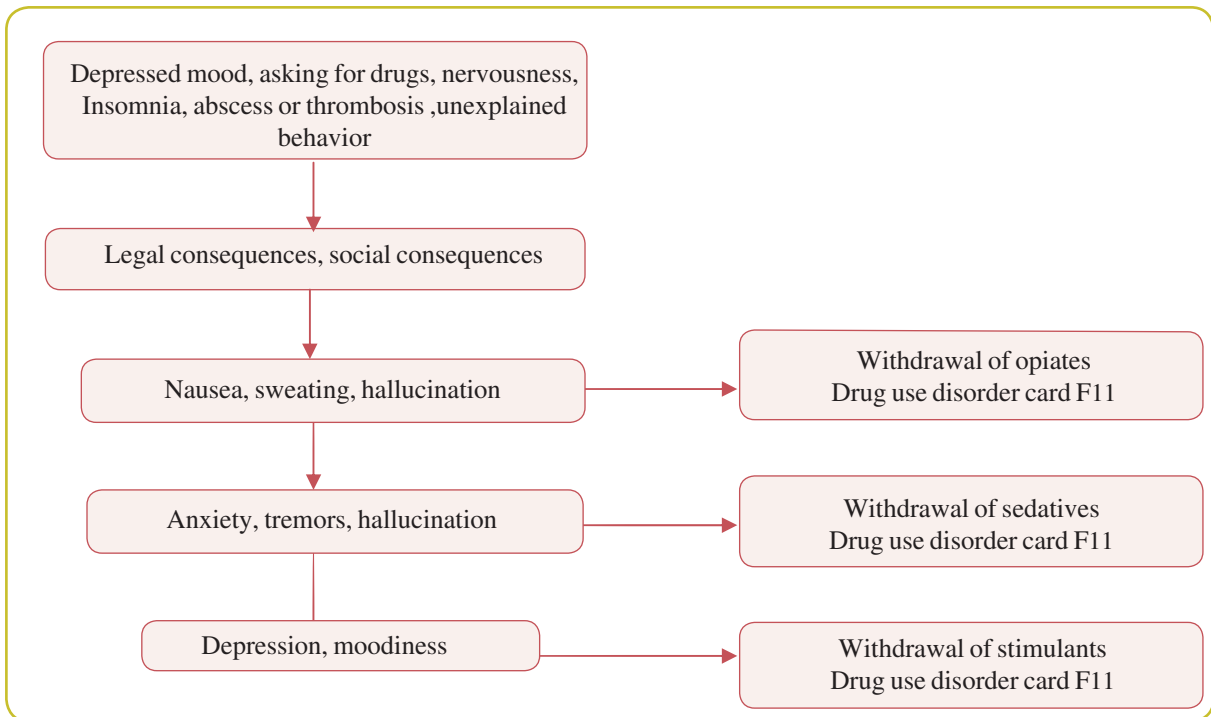 Depressed mood, asking for drugs, nervousness,
Insomnia, abscess or thrombosis ,unexplained
behavior
Legal consequences, social consequences
Nausea, sweating, hallucination
Withdrawal of opiates
Drug use disorder card F11
Anxiety, tremors, hallucination
Withdrawal of sedatives
Drug use disorder card F11
Depression, moodiness
Withdrawal of stimulants
Drug use disorder card F11